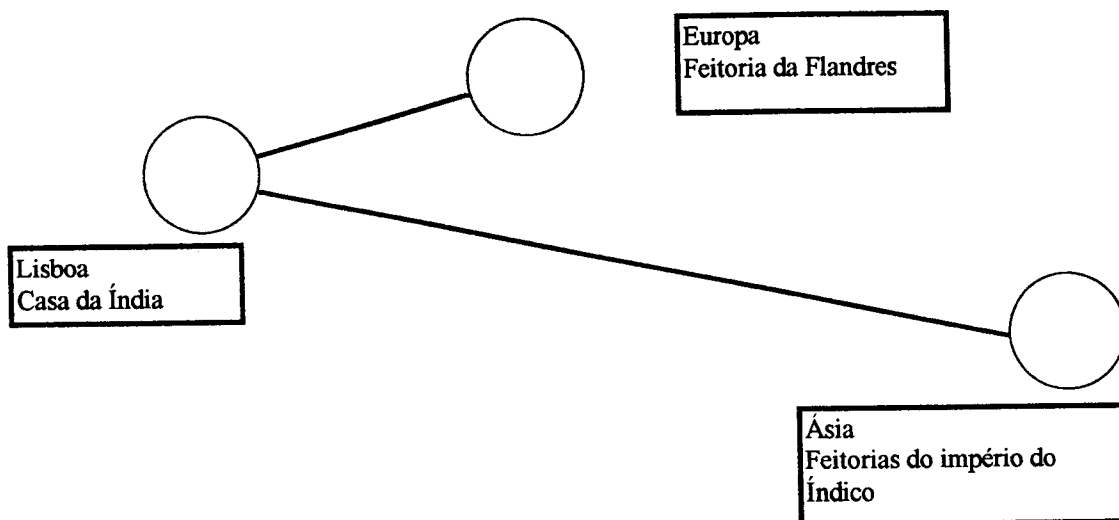 Europa
Feitoria da Flandres
Lisboa
Casa da Índia
Ásia
Feitorias do império do
Índico